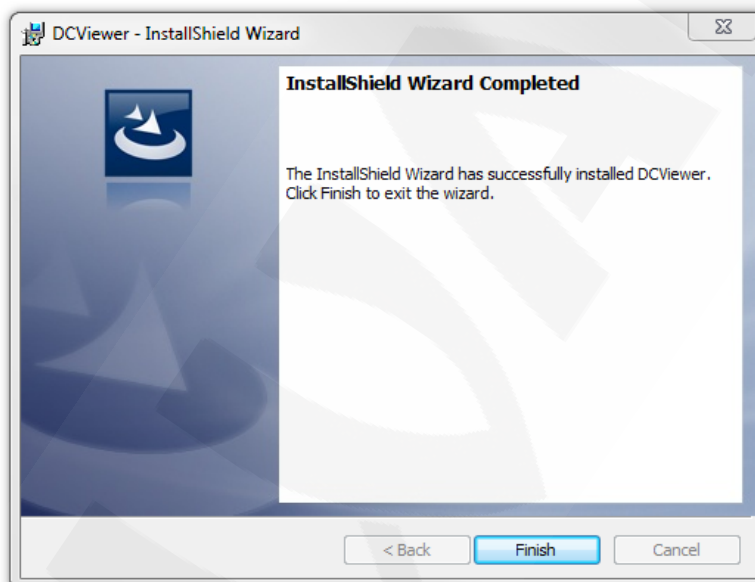 DCViewer - InstallShield Wizard
InstallShield Wizard Completed
The InstallShield Wizard has successfully installed DCViewer.
Click Finish to exit the wizard.
< Back
Finish
Cancel